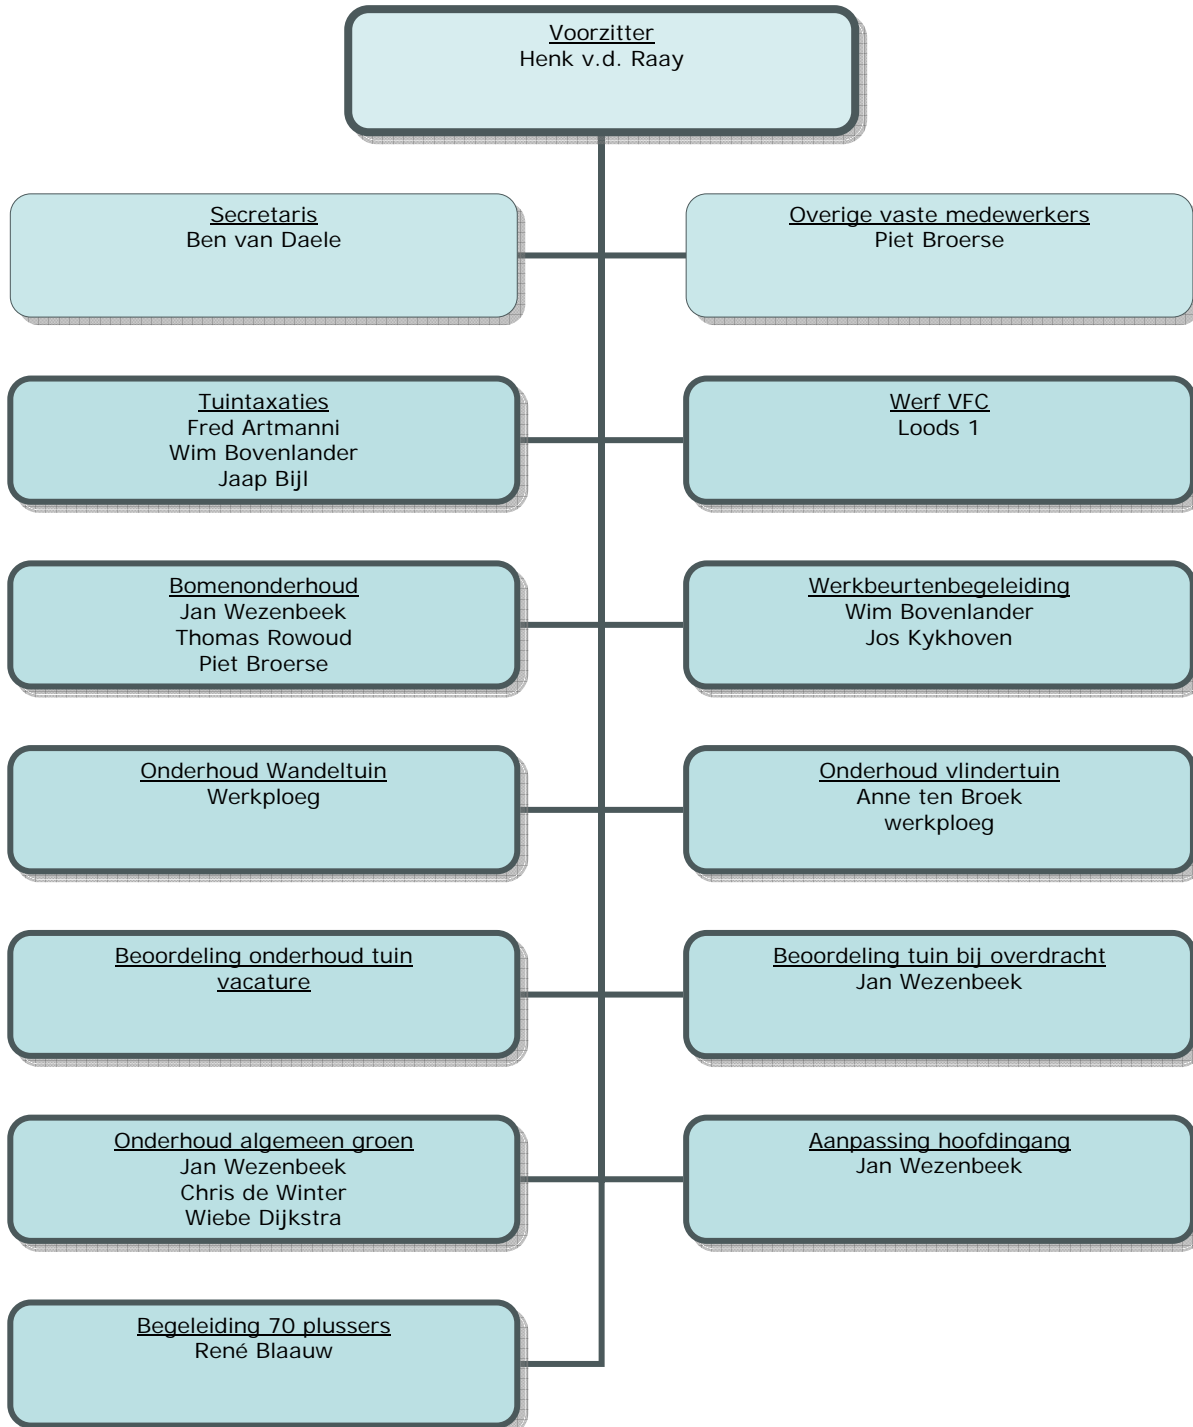 Voorzitter
Henk v.d. Raay
Secretaris
Ben van Daele
Overige vaste medewerkers
Piet Broerse
Tuintaxaties
Fred Artmanni
Wim Bovenlander
Jaap Bijl
Werf VFC
Loods 1
Bomenonderhoud
Jan Wezenbeek
Thomas Rowoud
Piet Broerse
Werkbeurtenbegeleiding
Wim Bovenlander
Jos Kykhoven
Onderhoud Wandeltuin
Werkploeg
Onderhoud vlindertuin
Anne ten Broek
werkploeg
Beoordeling onderhoud tuin
vacature
Beoordeling tuin bij overdracht
Jan Wezenbeek
Onderhoud algemeen groen
Jan Wezenbeek
Chris de Winter
Wiebe Dijkstra
Aanpassing hoofdingang
Jan Wezenbeek
Begeleiding 70 plussers
René Blaauw